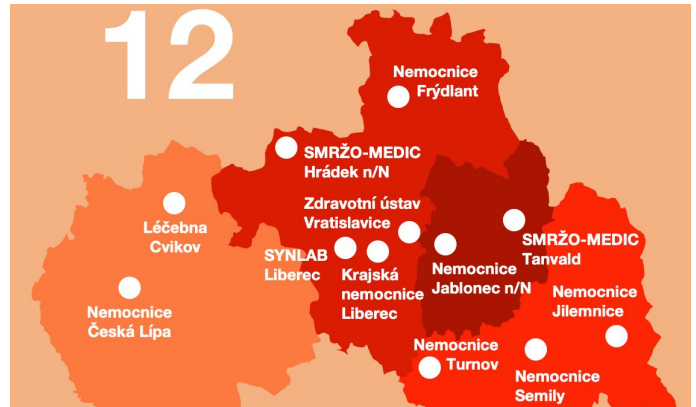 12
Nemocnice
Frýdlant
SMRŽO-MEDIC
Hrádek n/N
Zdravotní ústav
Vratislavice
Léčebna
Cvikov
SYNLAB
Liberec
Krajská
nemocnice
Liberec
Nemocnice
Jablonec n/N
SMRŽO-MEDIC
Tanvald
Nemocnice
Česká Lípa
Nemocnice
Jilemnice
Nemocnice
Turnov
Nemocnice
Semily